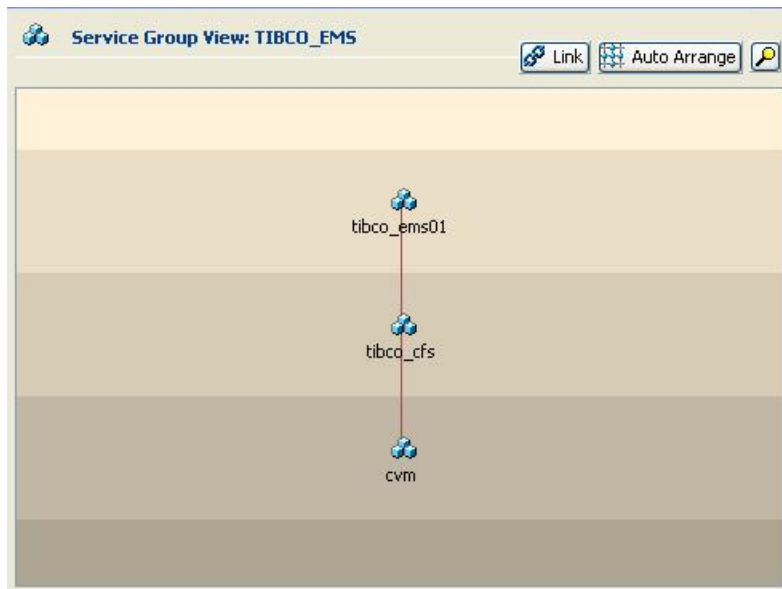 Service Group View: TIBCO_EMS
Link Auto Arrange
tibco_ems01
tibco_cfs
cvm